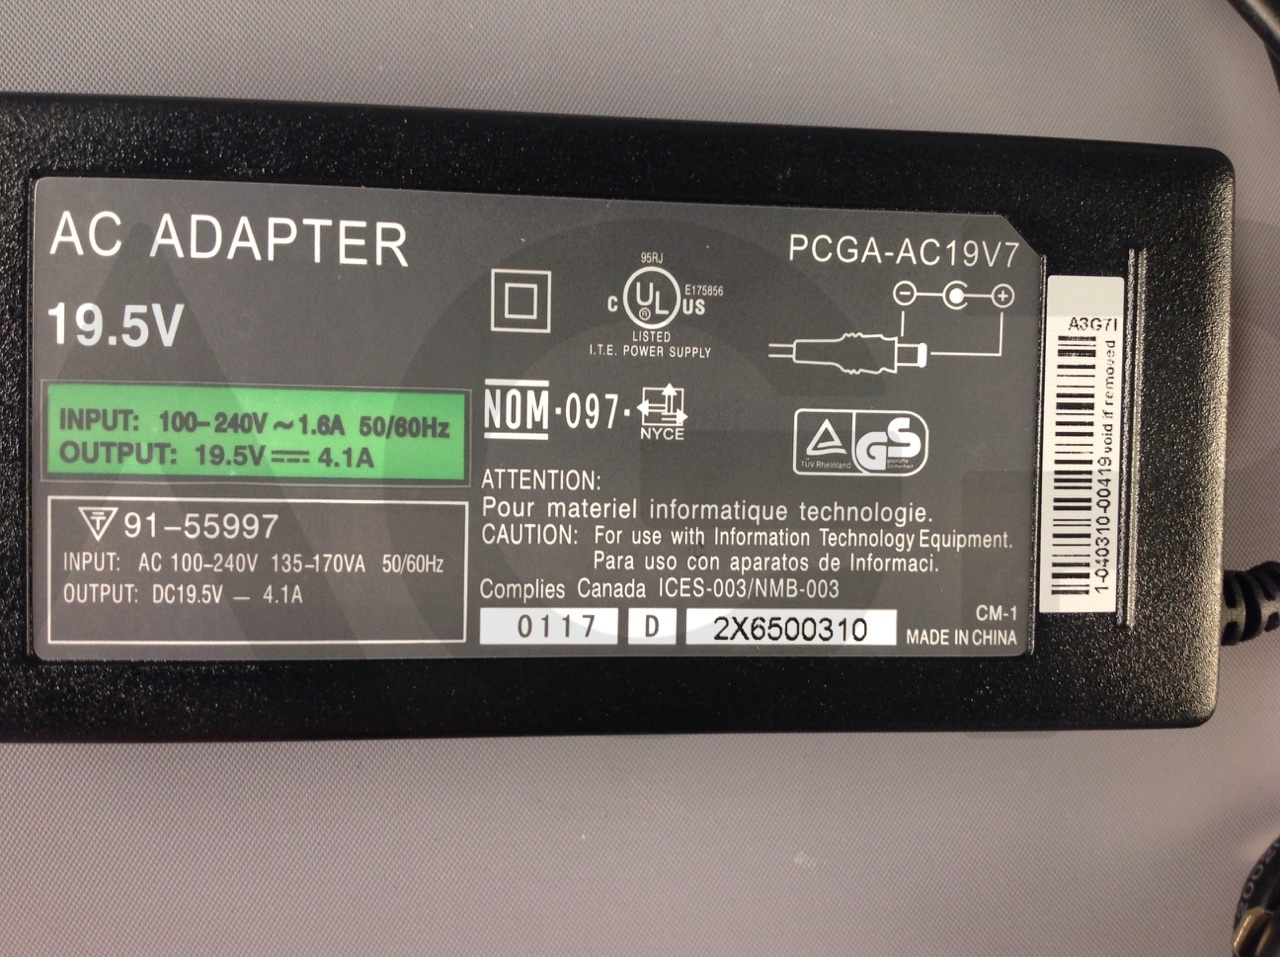 AC ADAPTER
19.5V
INPUT: 100-240V ~ 1.6A 50/60Hz
OUTPUT: 19.5V ⎓ 4.1A
T 91-55997
INPUT: AC 100-240V 135-170VA 50/60Hz
OUTPUT: DC19.5V — 4.1A
95RJ
C UL ® US E175856
LISTED
I.T.E. POWER SUPPLY
PCGA-AC19V7
NOM-097-
NYCE
TÜV Rheinland
GS
geprüfte
Sicherheit
ATTENTION:
Pour materiel informatique technologie.
CAUTION: For use with Information Technology Equipment.
Para uso con aparatos de Informaci.
Complies Canada ICES-003/NMB-003
0117 D 2X6500310
CM-1
MADE IN CHINA
A3G7I
1-040310-00419 void if removed